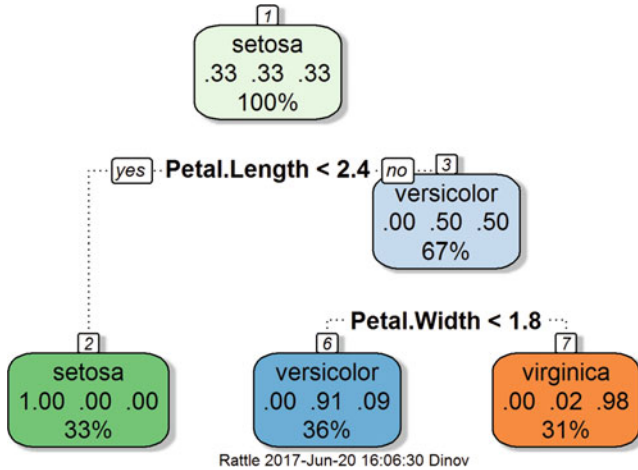 1
setosa
.33 .33 .33
100%
yes Petal.Length < 2.4 no 3
versicolor
.00 .50 .50
67%
Petal.Width < 1.8
2
setosa
1.00 .00 .00
33%
6
versicolor
.00 .91 .09
36%
7
virginica
.00 .02 .98
31%
Rattle 2017-Jun-20 16:06:30 Dinov